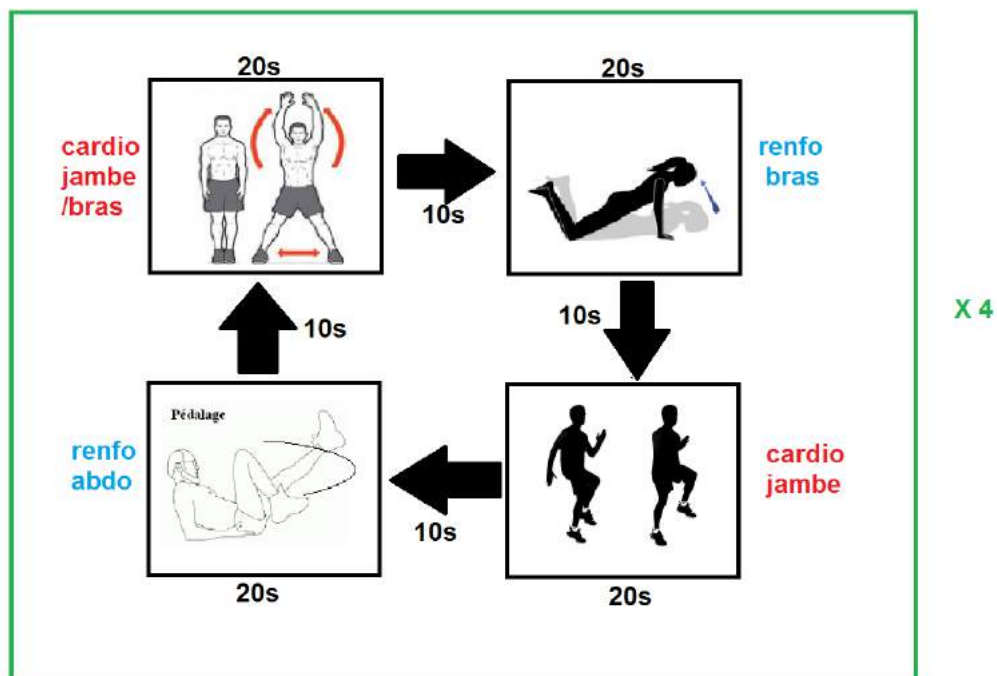 20s
cardio
jambe
/bras
10s
20s
renfo
bras
10s
X 4
10s
Pédalage
renfo
abdo
20s
10s
cardio
jambe
20s